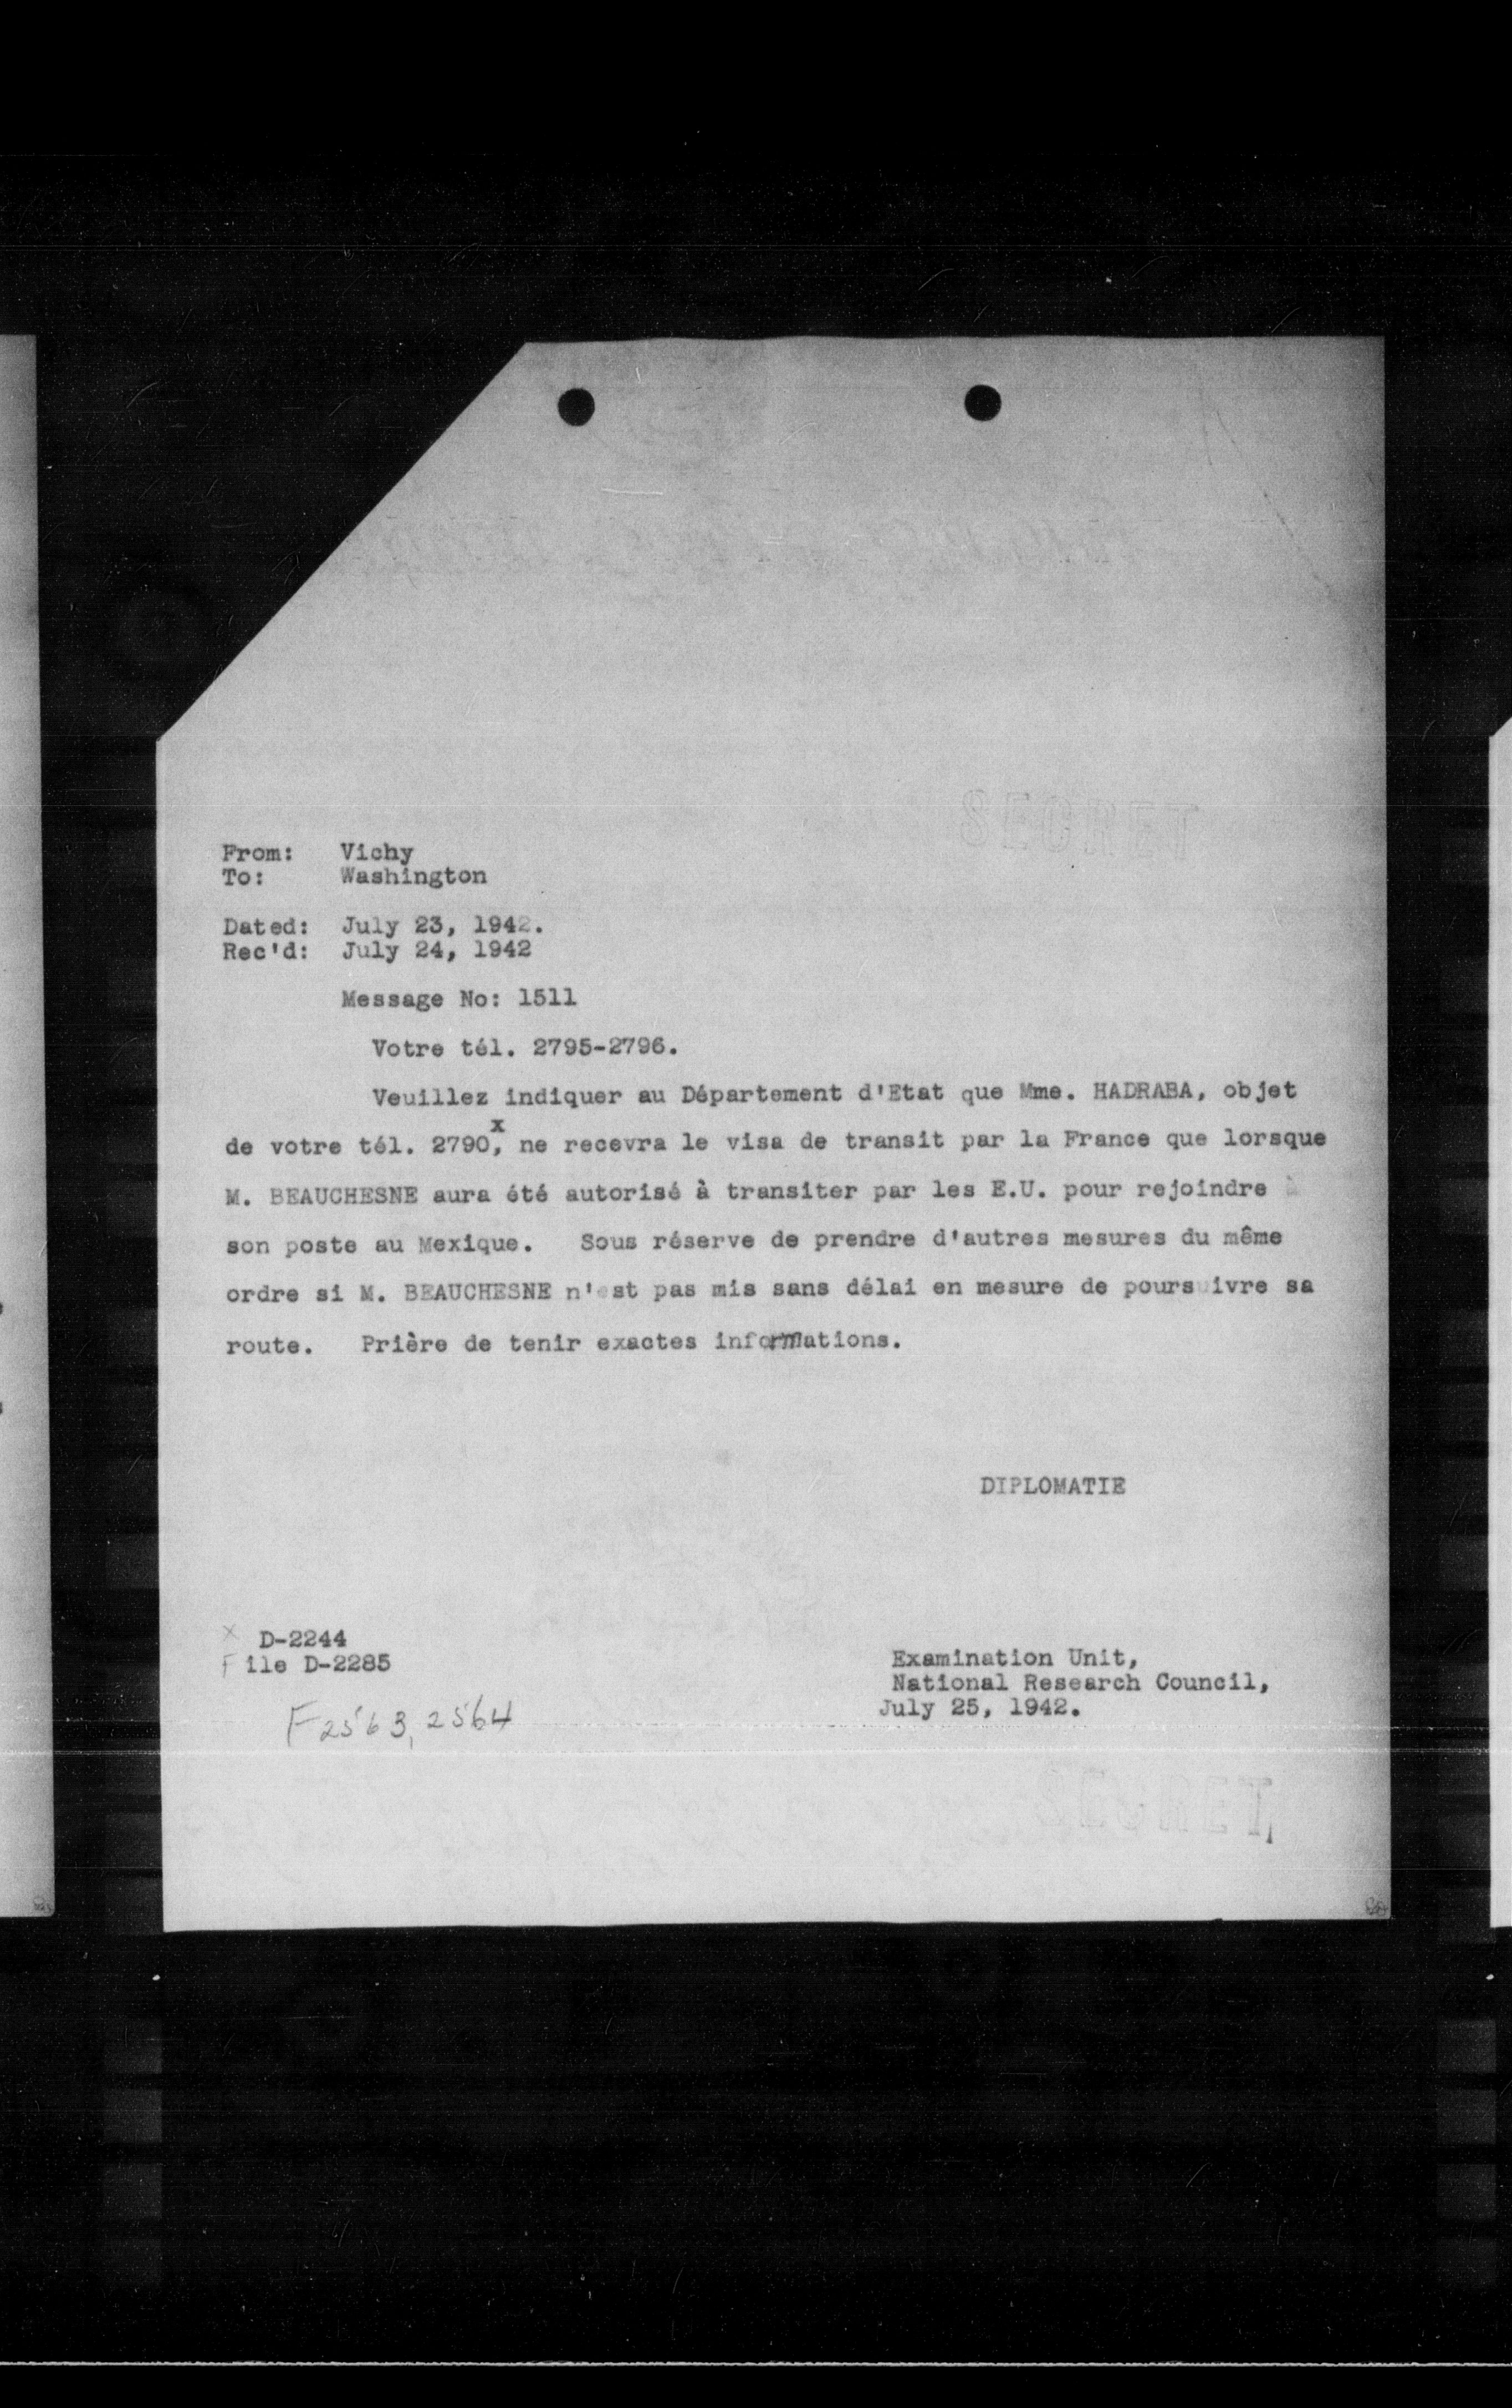 SECRET
From: Vichy
To: Washington
Dated: July 23, 1942.
Rec'd: July 24, 1942
Message No: 1511
Votre tél. 2795-2796.
Veuillez indiquer au Département d'Etat que Mme. HADRABA, objet
de votre tél. 2790,x ne recevra le visa de transit par la France que lorsque
M. BEAUCHESNE aura été autorisé à transiter par les E.U. pour rejoindre
son poste au Mexique. Sous réserve de prendre d'autres mesures du même
ordre si M. BEAUCHESNE n'est pas mis sans délai en mesure de poursuivre sa
route. Prière de tenir exactes informations.
DIPLOMATIE
x D-2244
File D-2285
F2563, 2564
Examination Unit,
National Research Council,
July 25, 1942.
SECRET